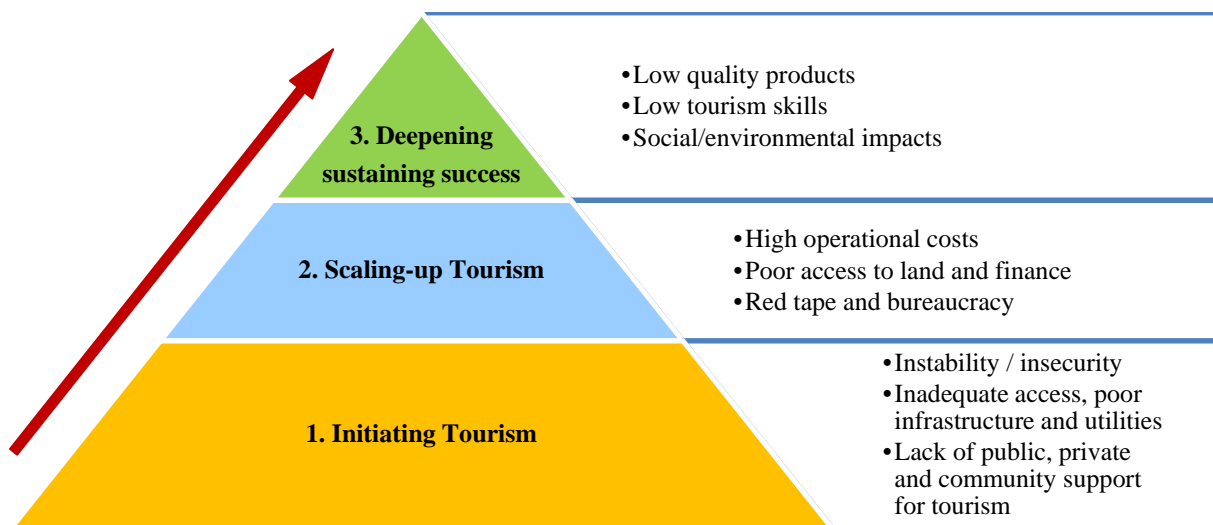 3. Deepening
sustaining success
•Low quality products
•Low tourism skills
•Social/environmental impacts
2. Scaling-up Tourism
•High operational costs
•Poor access to land and finance
•Red tape and bureaucracy
1. Initiating Tourism
•Instability / insecurity
•Inadequate access, poor
infrastructure and utilities
•Lack of public, private
and community support
for tourism